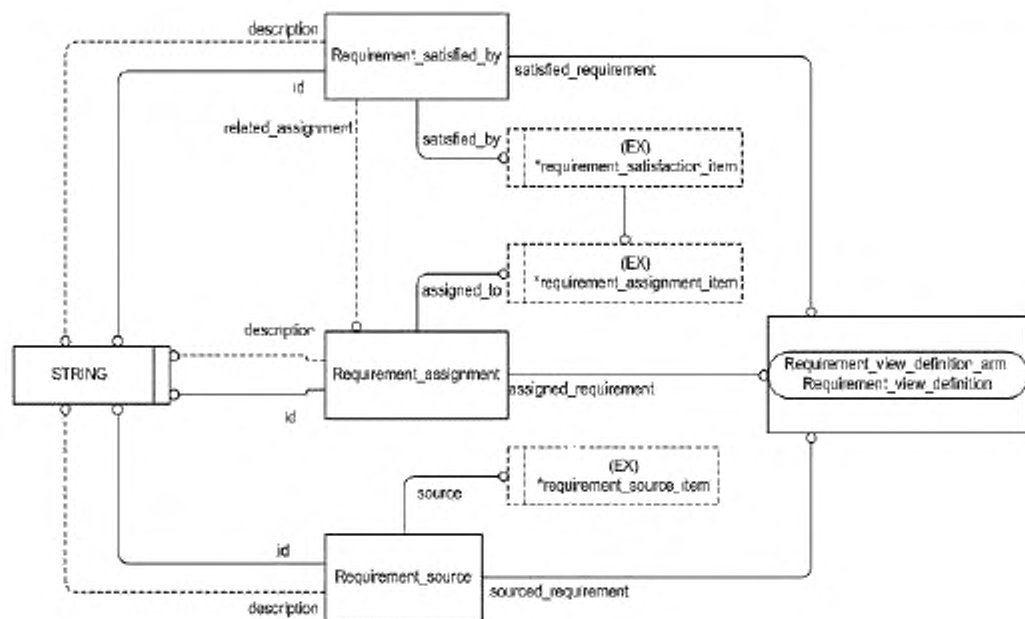 description
Requirement_satisfied_by
satisfied_requirement
id
related_assignment
satisfied_by
(EX)
*requirement_satisfaction_item
(EX)
*requirement_assignment_item
assigned_to
description
STRING
Requirement_assignment
assigned_requirement
id
Requirement_view_definition_arm
Requirement_view_definition
(EX)
*requirement_source_item
source
id
Requirement_source
sourced_requirement
description